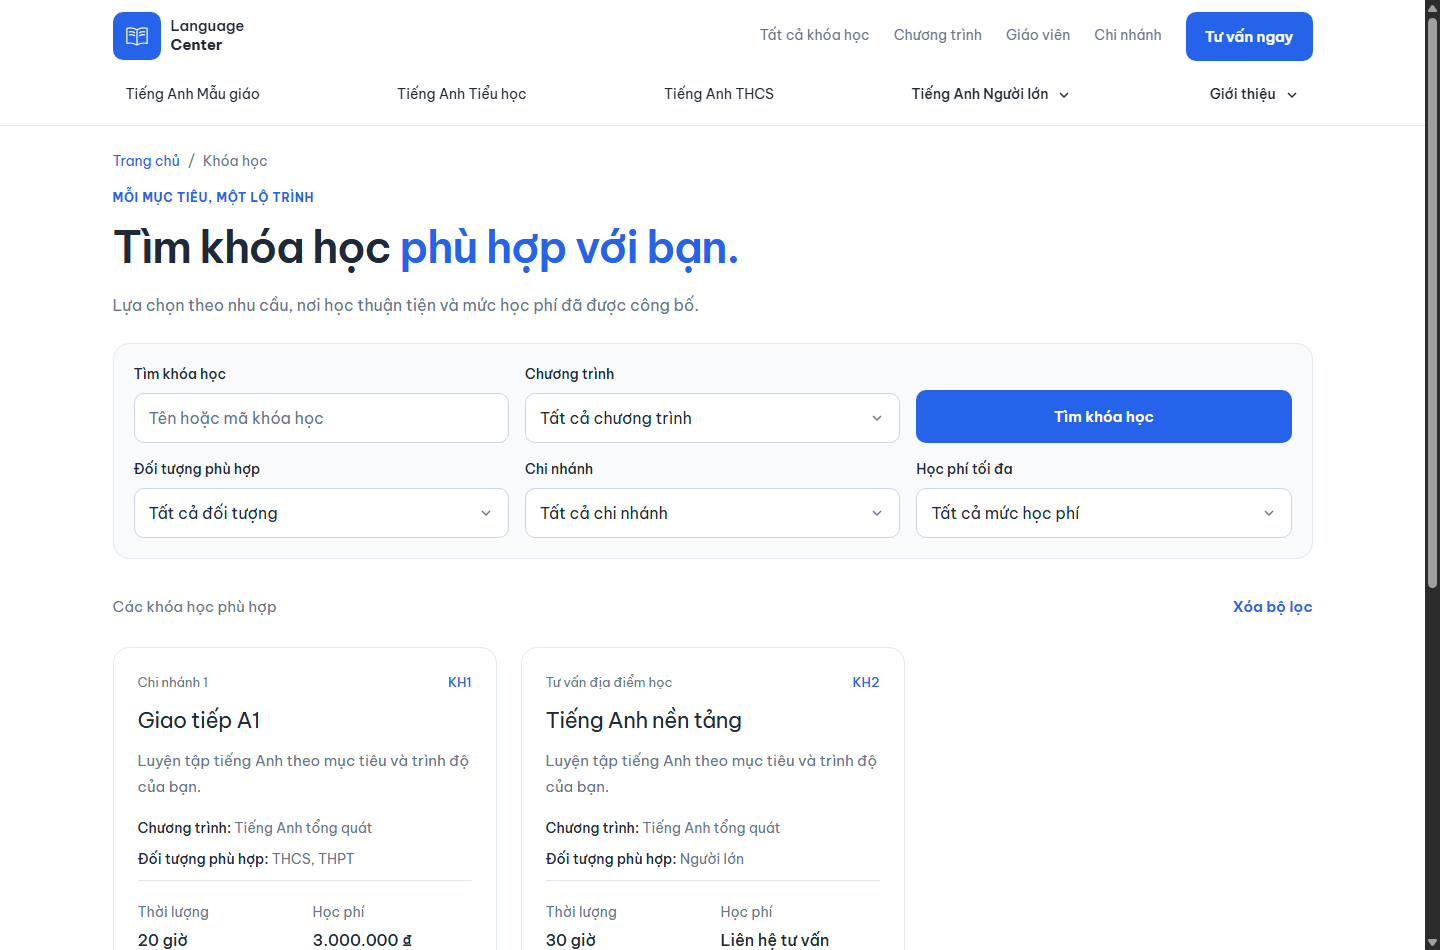 Language
Center
Tất cả khóa học
Chương trình
Giáo viên
Chi nhánh
Tư vấn ngay
Tiếng Anh Mẫu giáo
Tiếng Anh Tiểu học
Tiếng Anh THCS
Tiếng Anh Người lớn
Giới thiệu
Trang chủ / Khóa học
MỖI MỤC TIÊU, MỘT LỘ TRÌNH
Tìm khóa học phù hợp với bạn.
Lựa chọn theo nhu cầu, nơi học thuận tiện và mức học phí đã được công bố.
Tìm khóa học
Chương trình
Tên hoặc mã khóa học
Tất cả chương trình
Tìm khóa học
Đối tượng phù hợp
Chi nhánh
Học phí tối đa
Tất cả đối tượng
Tất cả chi nhánh
Tất cả mức học phí
Các khóa học phù hợp
Xóa bộ lọc
Chi nhánh 1
KH1
Giao tiếp A1
Luyện tập tiếng Anh theo mục tiêu và trình độ
của bạn.
Chương trình: Tiếng Anh tổng quát
Đối tượng phù hợp: THCS, THPT
Thời lượng
Học phí
20 giờ
3.000.000 ₫
Tư vấn địa điểm học
KH2
Tiếng Anh nền tảng
Luyện tập tiếng Anh theo mục tiêu và trình độ
của bạn.
Chương trình: Tiếng Anh tổng quát
Đối tượng phù hợp: Người lớn
Thời lượng
Học phí
30 giờ
Liên hệ tư vấn